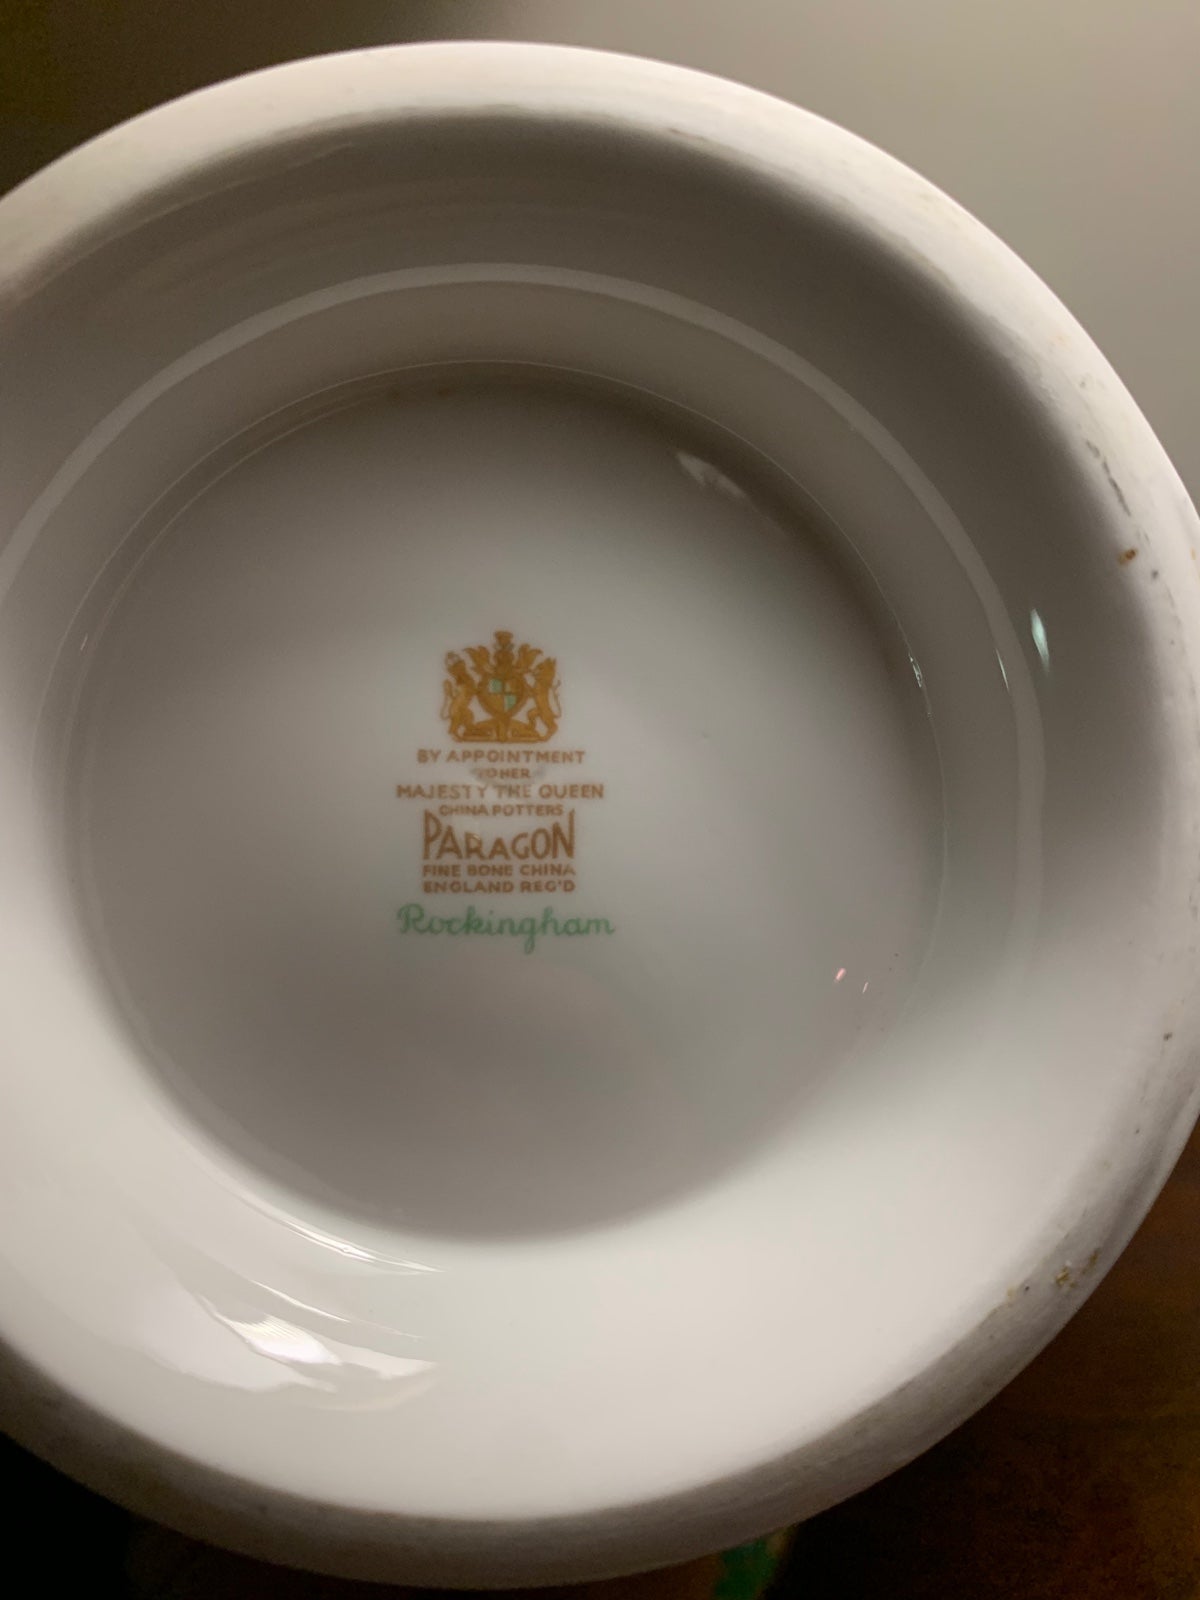 BY APPOINTMENT
TO HER
MAJESTY THE QUEEN
CHINA POTTERS
PARAGON
FINE BONE CHINA
ENGLAND REG'D
Rockingham